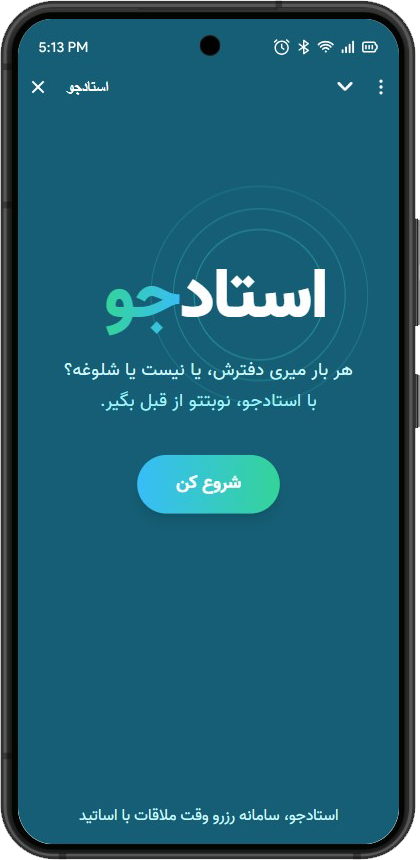 5:13 PM
استادجو
استادجو
هر بار میری دفترش، یا نیست یا شلوغه؟
با استادجو، نوبتتو از قبل بگیر.
شروع کن
استادجو، سامانه رزرو وقت ملاقات با اساتید